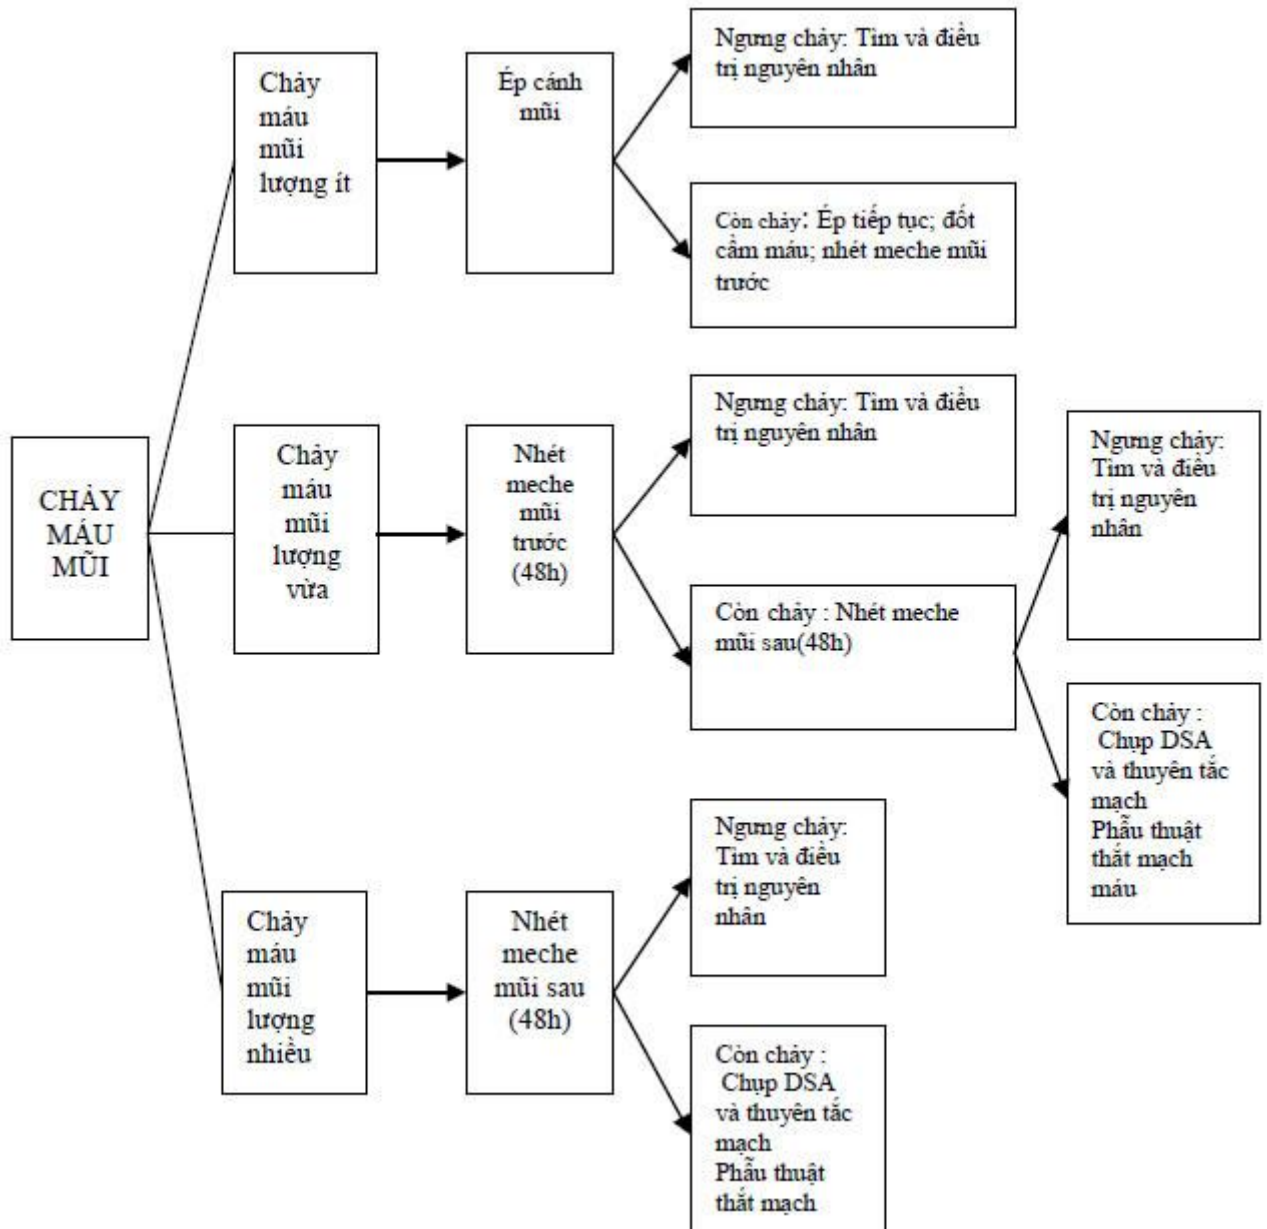 CHẢY
MÁU
MŨI
Chảy
máu
mũi
lượng ít
Ép cánh
mũi
Ngưng chảy: Tìm và điều
trị nguyên nhân
Còn chảy: Ép tiếp tục; đốt
cầm máu; nhét meche mũi
trước
Chảy
máu
mũi
lượng
vừa
Nhét
meche
mũi
trước
(48h)
Ngưng chảy: Tìm và điều
trị nguyên nhân
Còn chảy : Nhét meche
mũi sau(48h)
Ngưng chảy:
Tìm và điều
trị nguyên
nhân
Còn chảy :
Chụp DSA
và thuyên tắc
mạch
Phẫu thuật
thắt mạch
máu
Chảy
máu
mũi
lượng
nhiều
Nhét
meche
mũi sau
(48h)
Ngưng chảy:
Tìm và điều
trị nguyên
nhân
Còn chảy :
Chụp DSA
và thuyên tắc
mạch
Phẫu thuật
thắt mạch